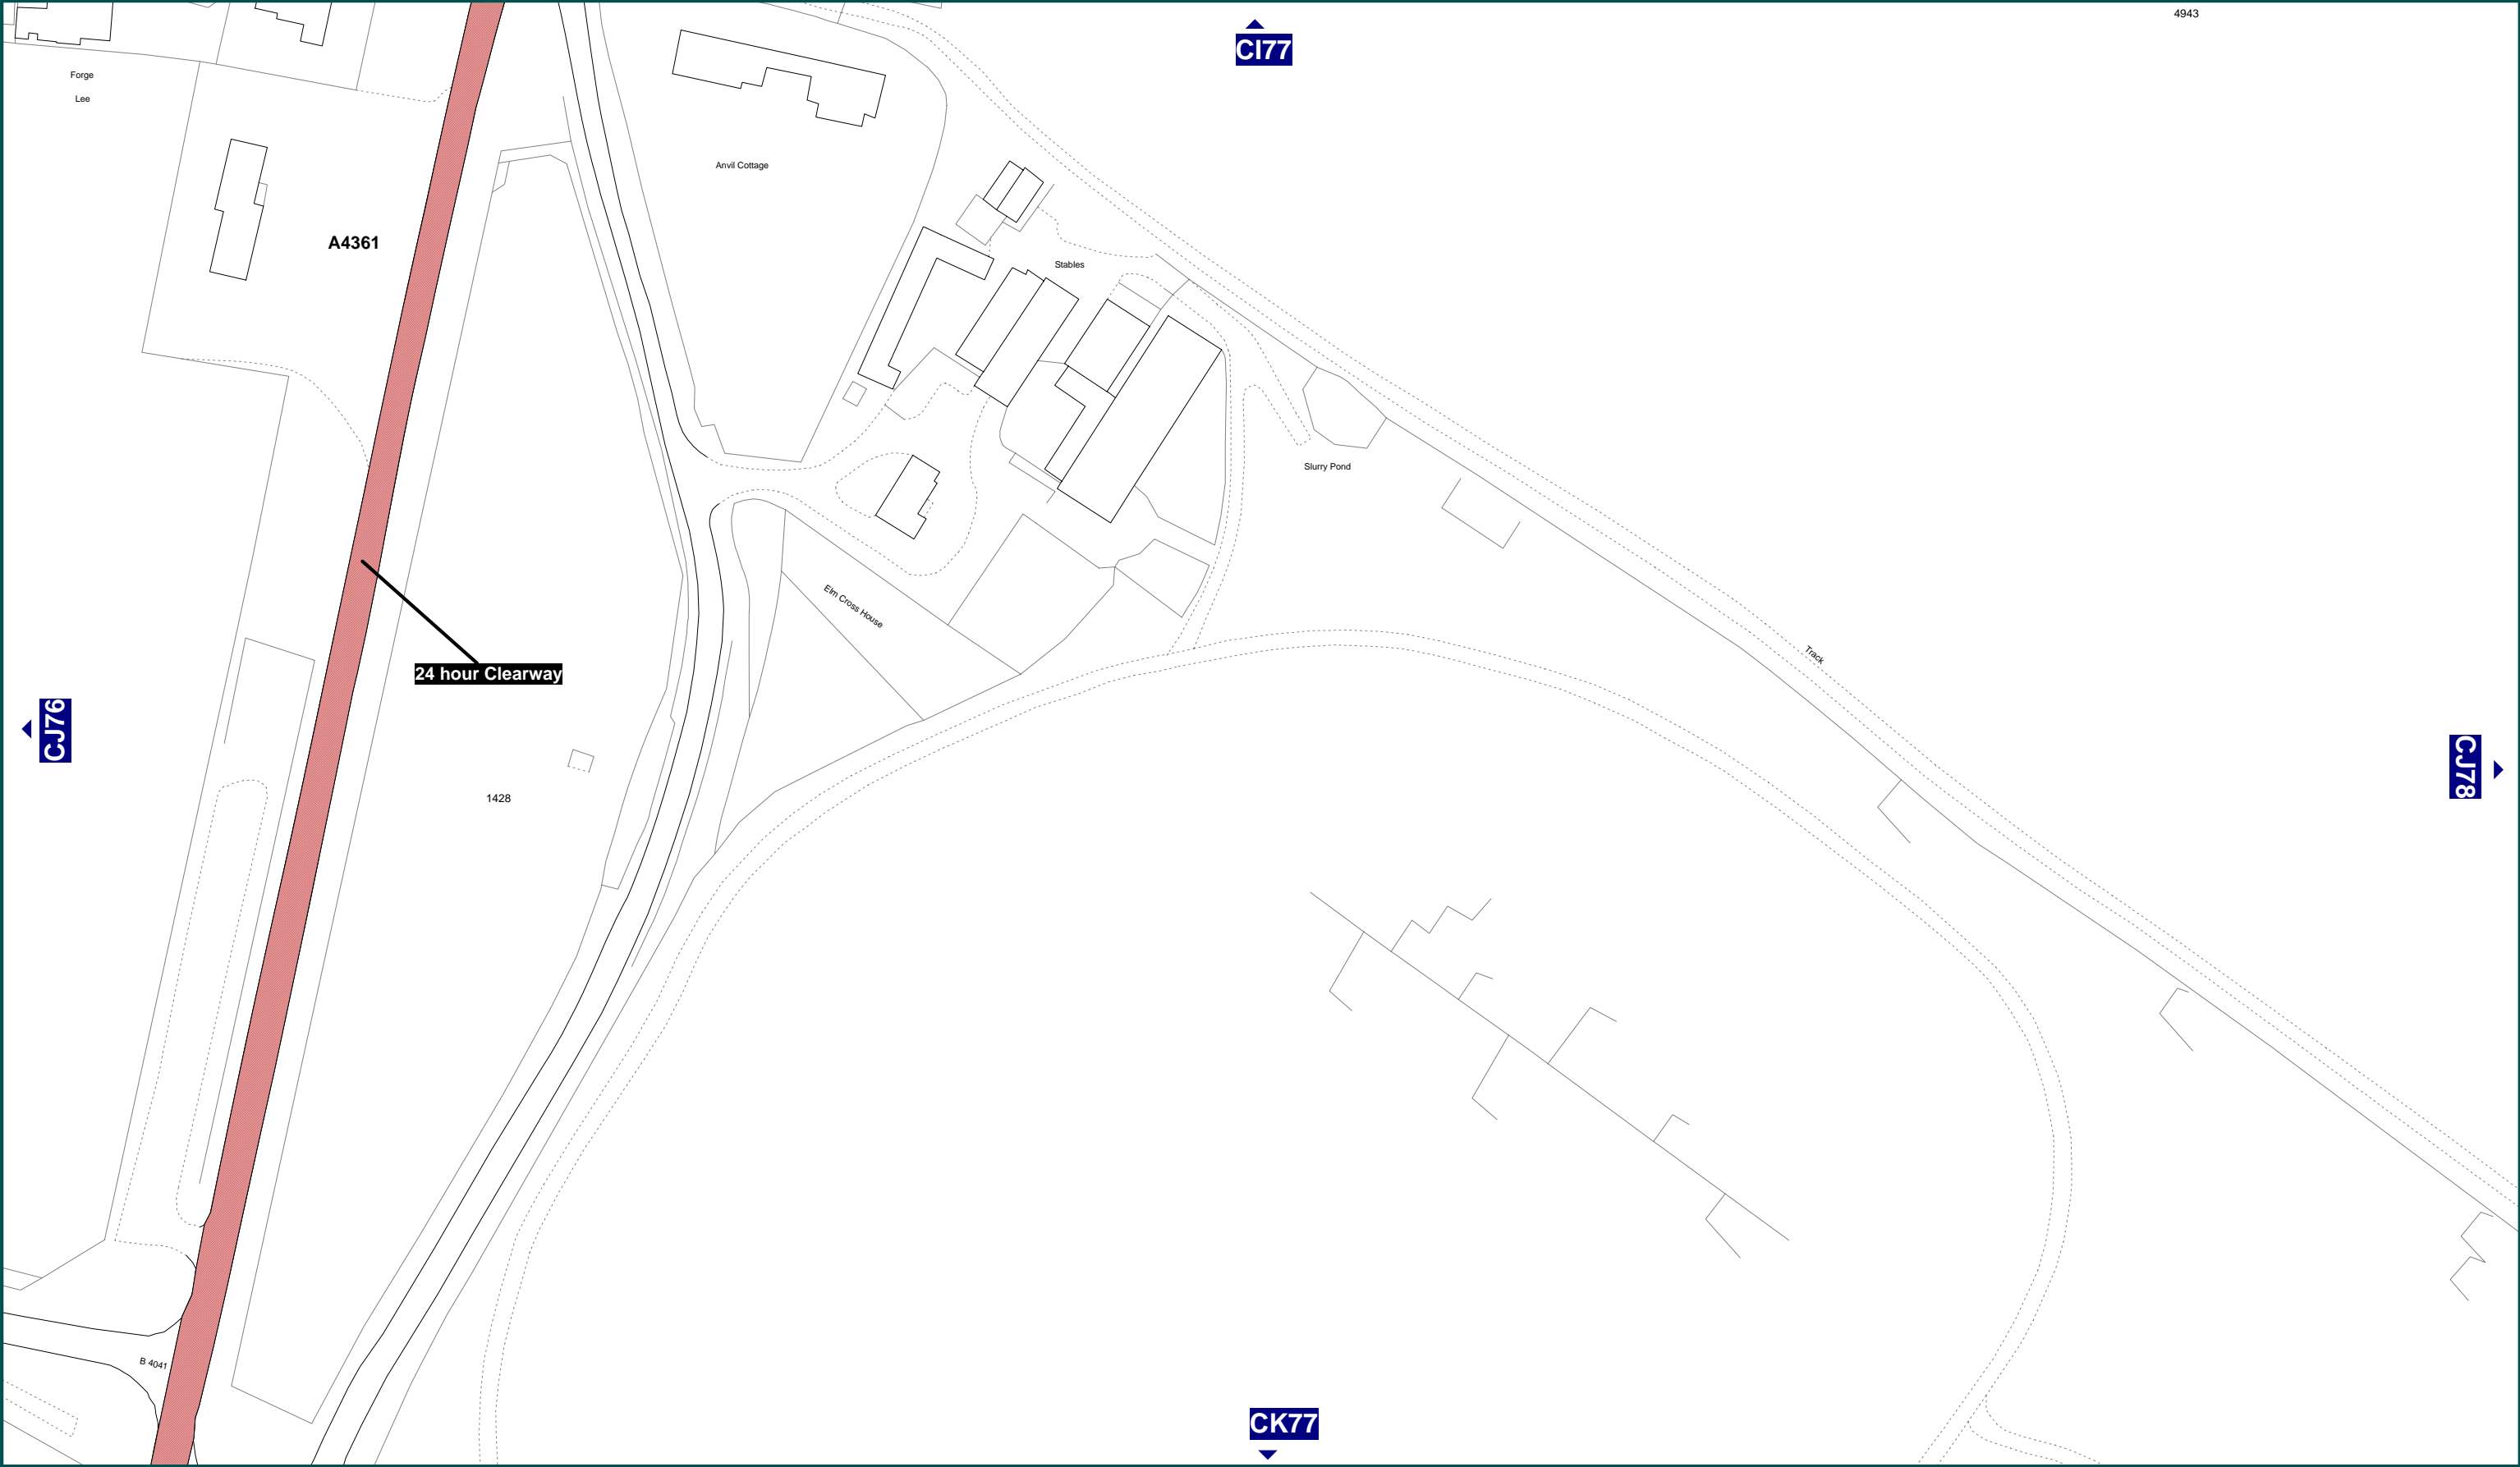 4943
CI77
Forge
Lee
Anvil Cottage
A4361
Stables
Slurry Pond
Elm Cross House
Track
24 hour Clearway
CJ76
CJ78
1428
B 4041
CK77